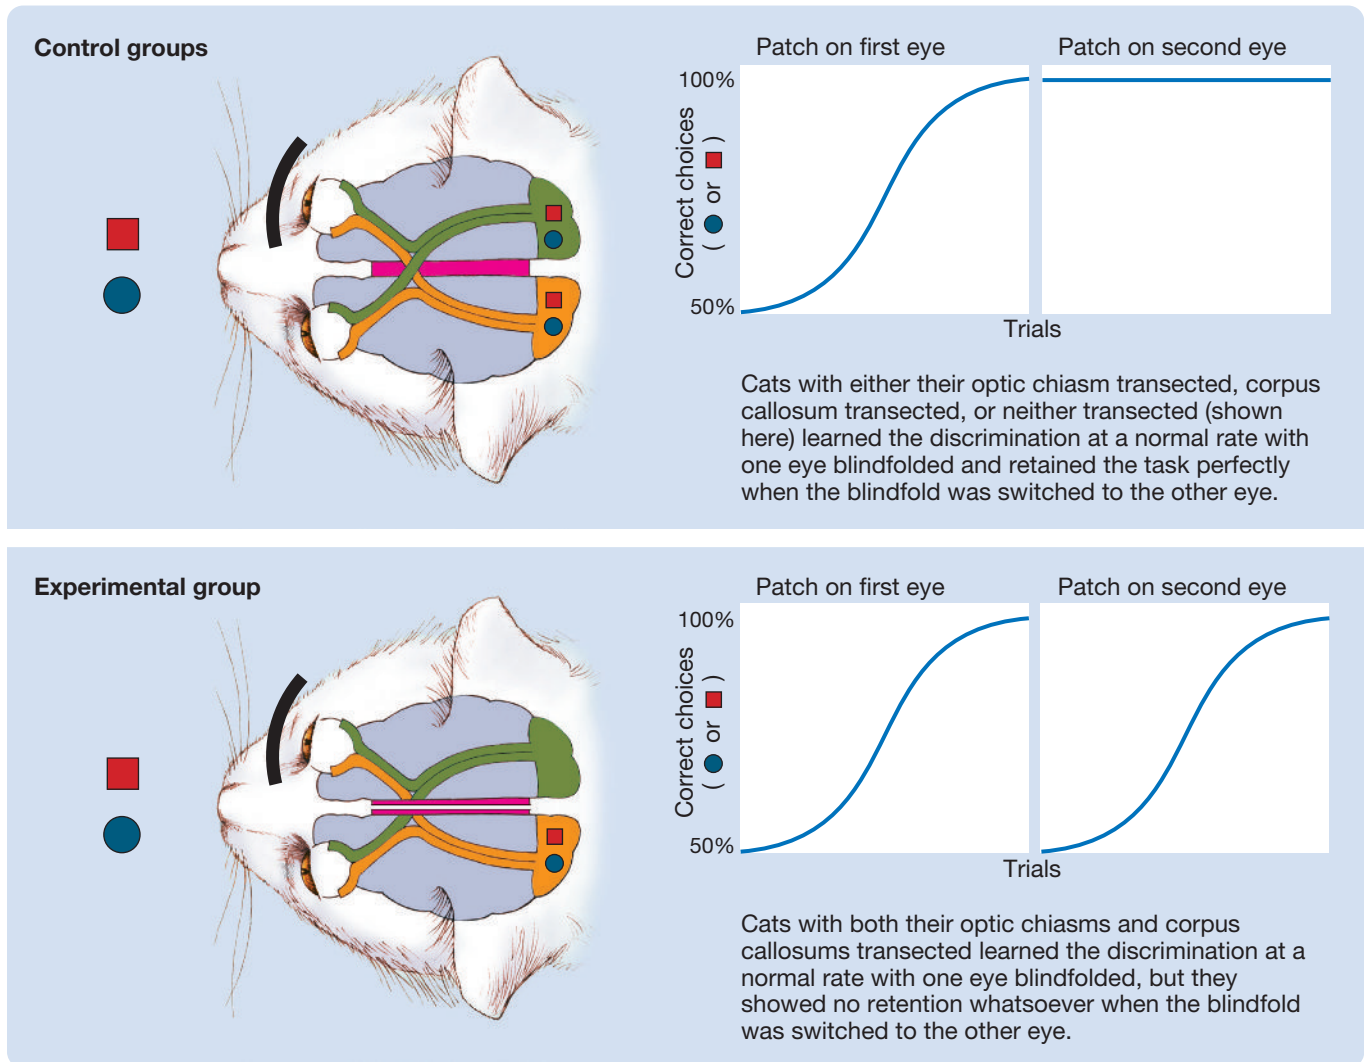 Control groups
Patch on first eye
Patch on second eye
100%
Correct choices
( or )
50%
Trials
Cats with either their optic chiasm transected, corpus
callosum transected, or neither transected (shown
here) learned the discrimination at a normal rate with
one eye blindfolded and retained the task perfectly
when the blindfold was switched to the other eye.
Experimental group
Patch on first eye
Patch on second eye
100%
Correct choices
( or )
50%
Trials
Cats with both their optic chiasms and corpus
callosums transected learned the discrimination at a
normal rate with one eye blindfolded, but they
showed no retention whatsoever when the blindfold
was switched to the other eye.